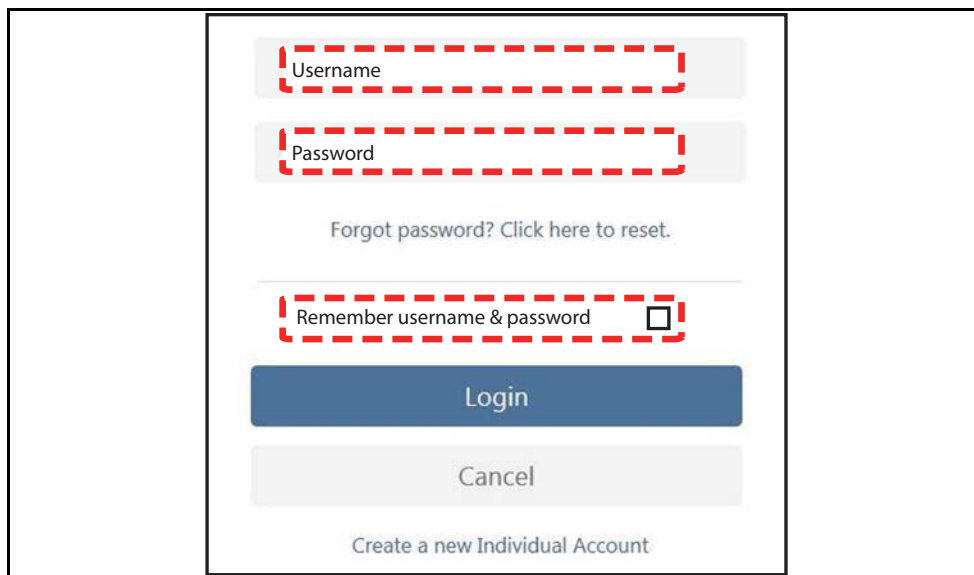 Username
Password
Forgot password? Click here to reset.
Remember username & password
Login
Cancel
Create a new Individual Account